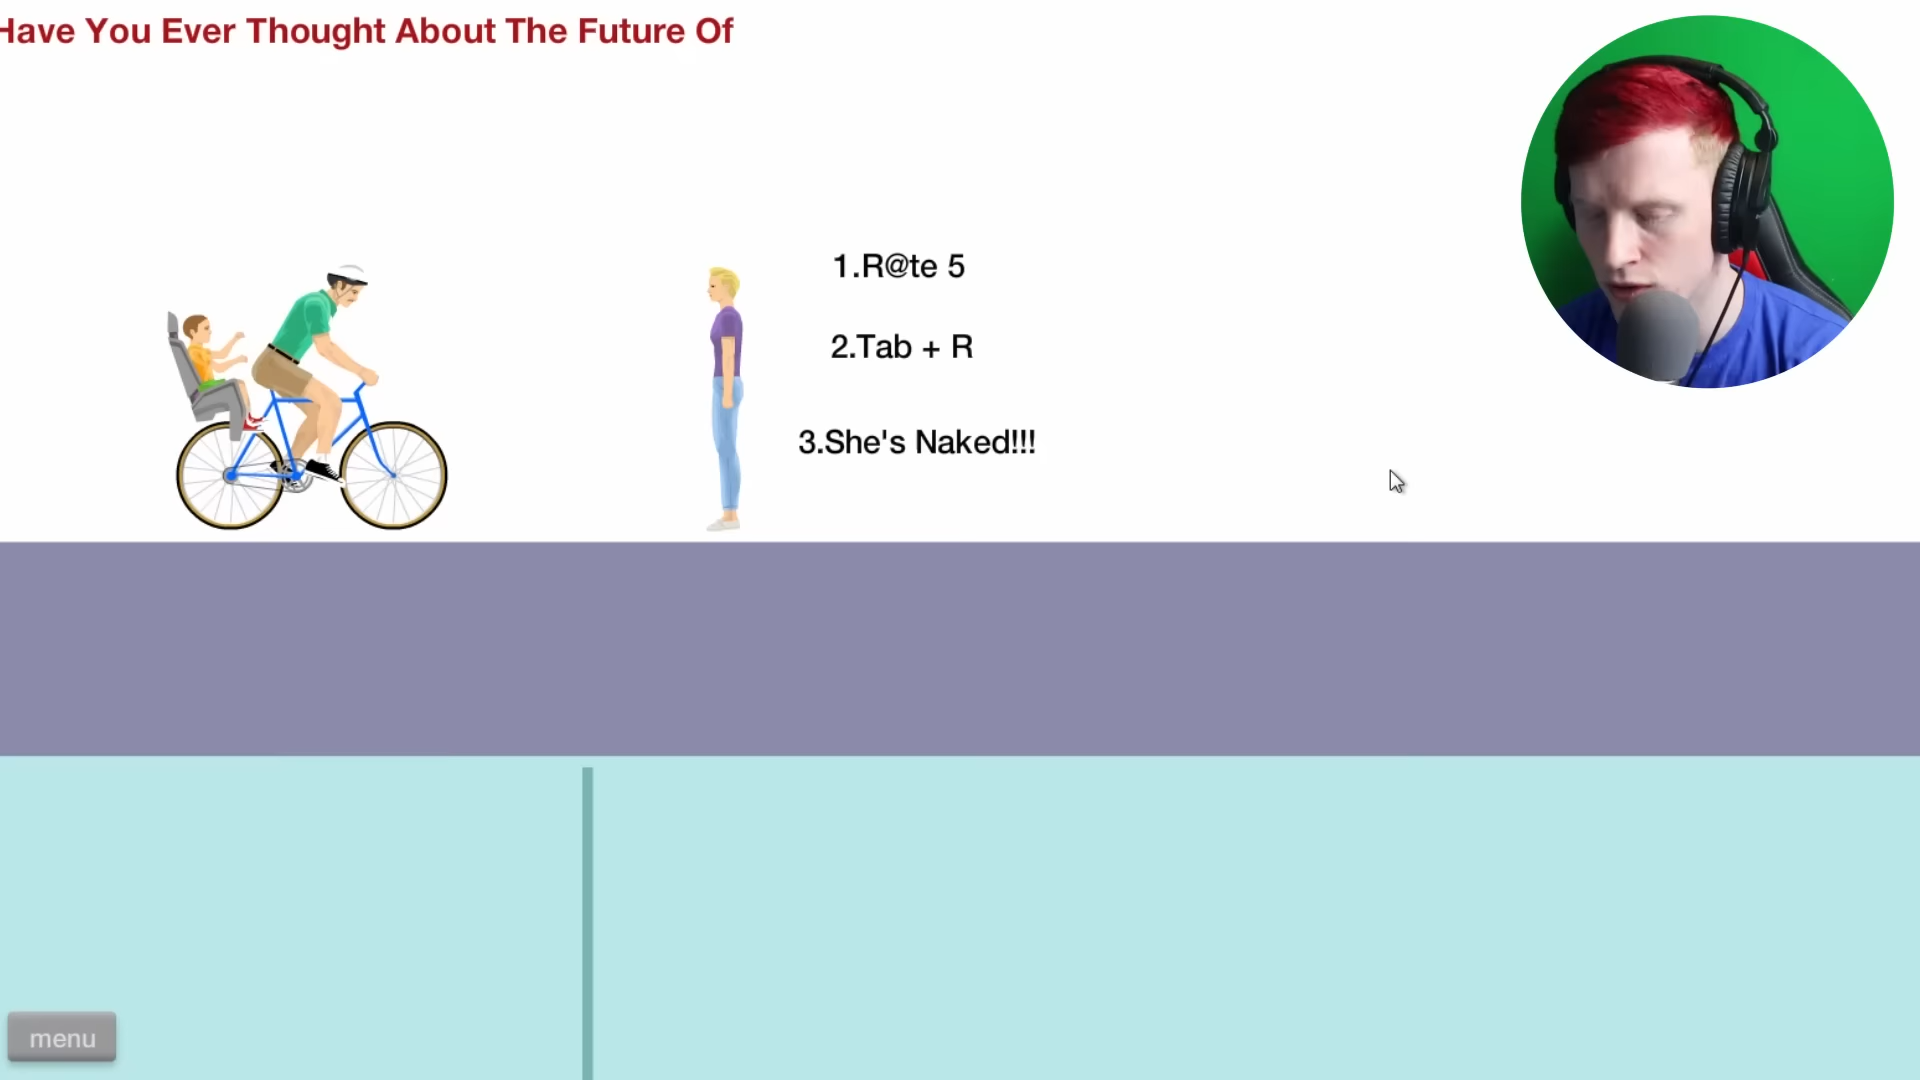 Have You Ever Thought About The Future Of
1.R@te 5
2.Tab + R
3.She's Naked!!!
menu